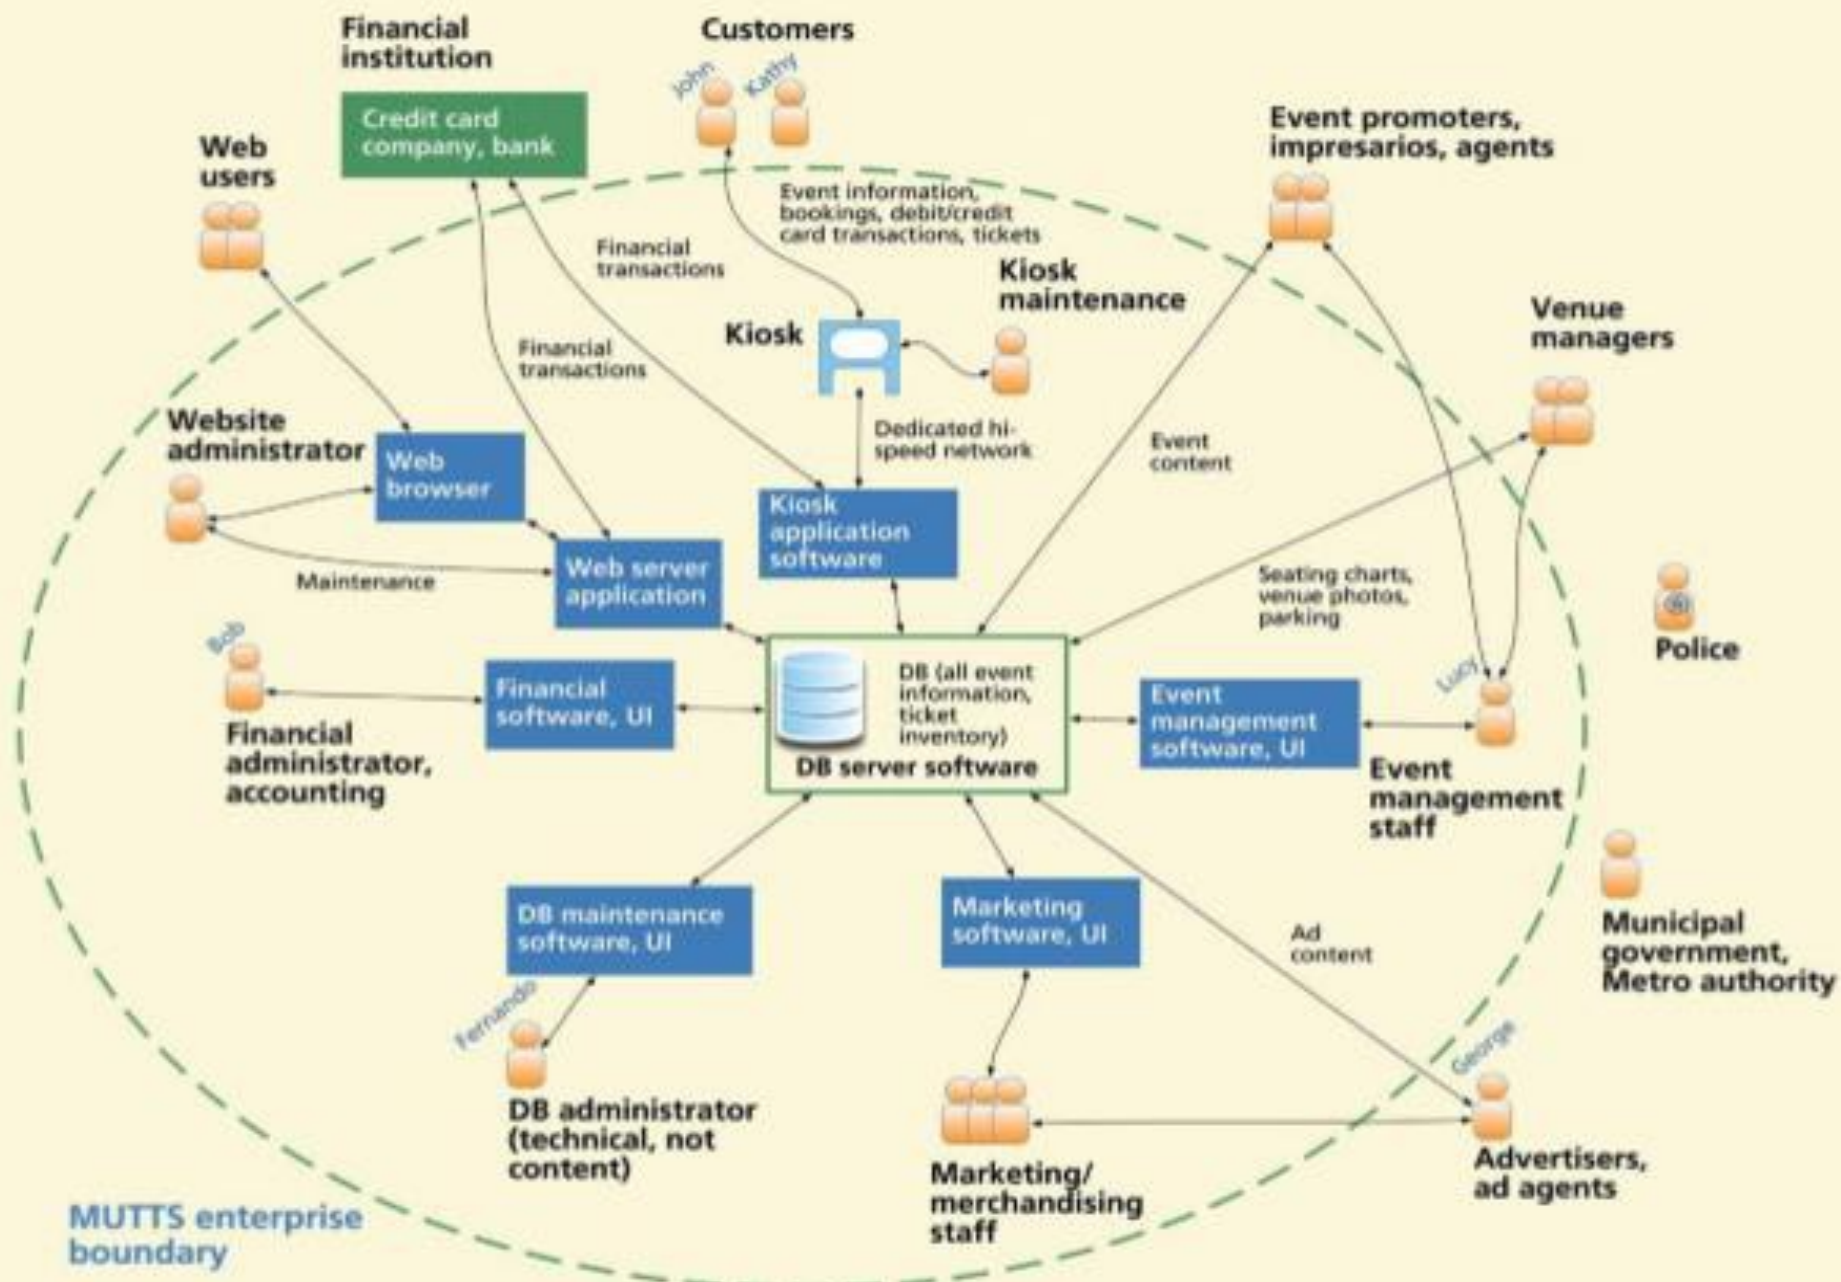 Financial
institution
Customers
John
Kathy
Credit card
company, bank
Event promoters,
impresarios, agents
Web
users
Event information,
bookings, debit/credit
card transactions, tickets
Financial
transactions
Kiosk
maintenance
Venue
managers
Kiosk
Financial
transactions
Website
administrator
Dedicated hi-
speed network
Event
content
Web
browser
Kiosk
application
software
Web server
application
Maintenance
Seating charts,
venue photos,
parking
Police
Bob
Financial
software, UI
DB (all event
information,
ticket
inventory)
DB server software
Event
management
software, UI
Lucy
Financial
administrator,
accounting
Event
management
staff
DB maintenance
software, UI
Marketing
software, UI
Ad
content
Municipal
government,
Metro authority
Fernando
George
DB administrator
(technical, not
content)
Marketing/
merchandising
staff
Advertisers,
ad agents
MUTTS enterprise
boundary